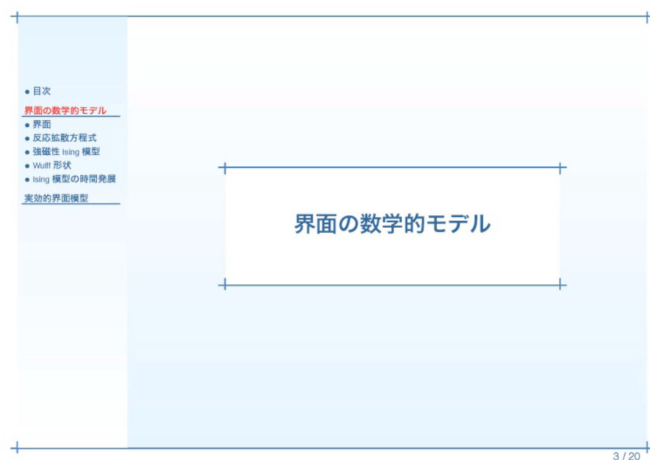 ● 目次
界面の数学的モデル
● 界面
● 反応拡散方程式
● 強磁性 Ising 模型
● Wulff 形状
● Ising 模型の時間発展
実効的界面模型
界面の数学的モデル
3 / 20